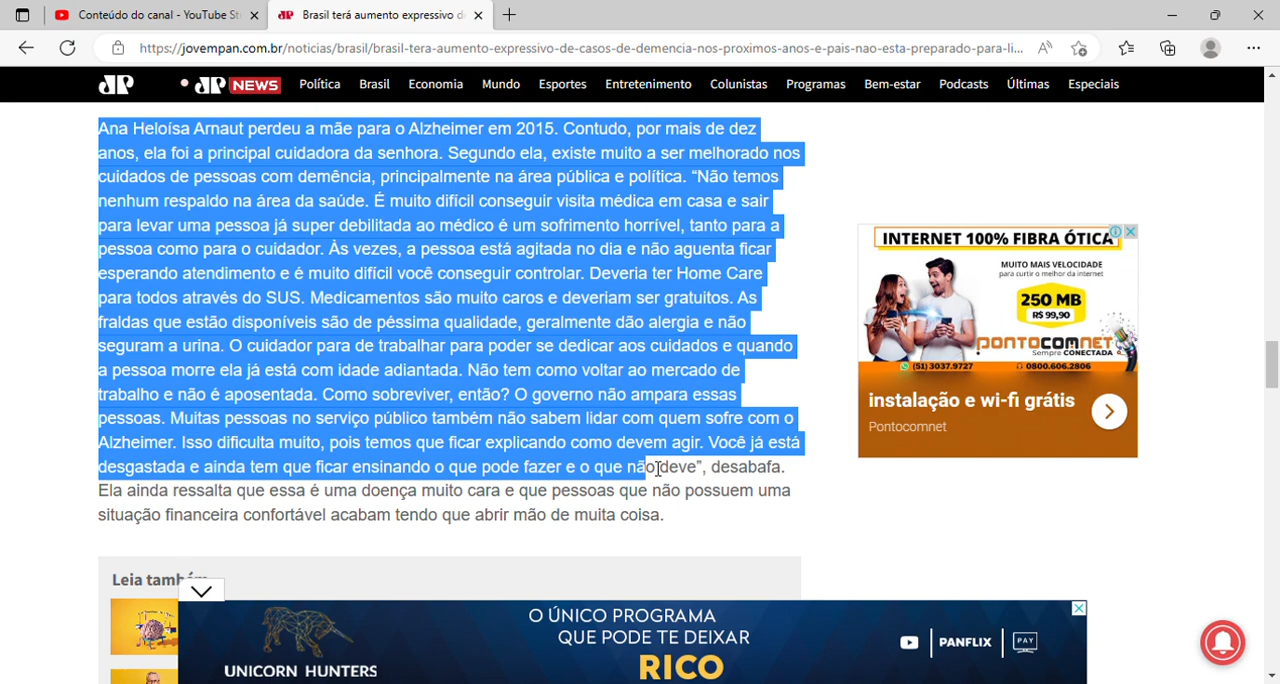 Conteúdo do canal - YouTube St
Brasil terá aumento expressivo d
https://jovempan.com.br/noticias/brasil/brasil-tera-aumento-expressivo-de-casos-de-demencia-nos-proximos-anos-e-pais-nao-esta-preparado-para-li...
JP
JP NEWS
Política
Brasil
Economia
Mundo
Esportes
Entretenimento
Colunistas
Programas
Bem-estar
Podcasts
Últimas
Especiais
Ana Heloísa Arnaut perdeu a mãe para o Alzheimer em 2015. Contudo, por mais de dez
anos, ela foi a principal cuidadora da senhora. Segundo ela, existe muito a ser melhorado nos
cuidados de pessoas com demência, principalmente na área pública e política. “Não temos
nenhum respaldo na área da saúde. É muito difícil conseguir visita médica em casa e sair
para levar uma pessoa já super debilitada ao médico é um sofrimento horrível, tanto para a
pessoa como para o cuidador. Às vezes, a pessoa está agitada no dia e não aguenta ficar
esperando atendimento e é muito difícil você conseguir controlar. Deveria ter Home Care
para todos através do SUS. Medicamentos são muito caros e deveriam ser gratuitos. As
fraldas que estão disponíveis são de péssima qualidade, geralmente dão alergia e não
seguram a urina. O cuidador para de trabalhar para poder se dedicar aos cuidados e quando
a pessoa morre ela já está com idade adiantada. Não tem como voltar ao mercado de
trabalho e não é aposentada. Como sobreviver, então? O governo não ampara essas
pessoas. Muitas pessoas no serviço público também não sabem lidar com quem sofre com o
Alzheimer. Isso dificulta muito, pois temos que ficar explicando como devem agir. Você já está
desgastada e ainda tem que ficar ensinando o que pode fazer e o que não deve”, desabafa.
Ela ainda ressalta que essa é uma doença muito cara e que pessoas que não possuem uma
situação financeira confortável acabam tendo que abrir mão de muita coisa.
INTERNET 100% FIBRA ÓTICA
MUITO MAIS VELOCIDADE
para curtir o melhor da internet
250 MB
R$ 99,90
PONTOCOMNET
Sempre CONECTADA
(51) 3037.9727
0800.606.2806
instalação e wi-fi grátis
Pontocomnet
Leia também
O ÚNICO PROGRAMA
QUE PODE TE DEIXAR
RICO
UNICORN HUNTERS
PANFLIX
PAY